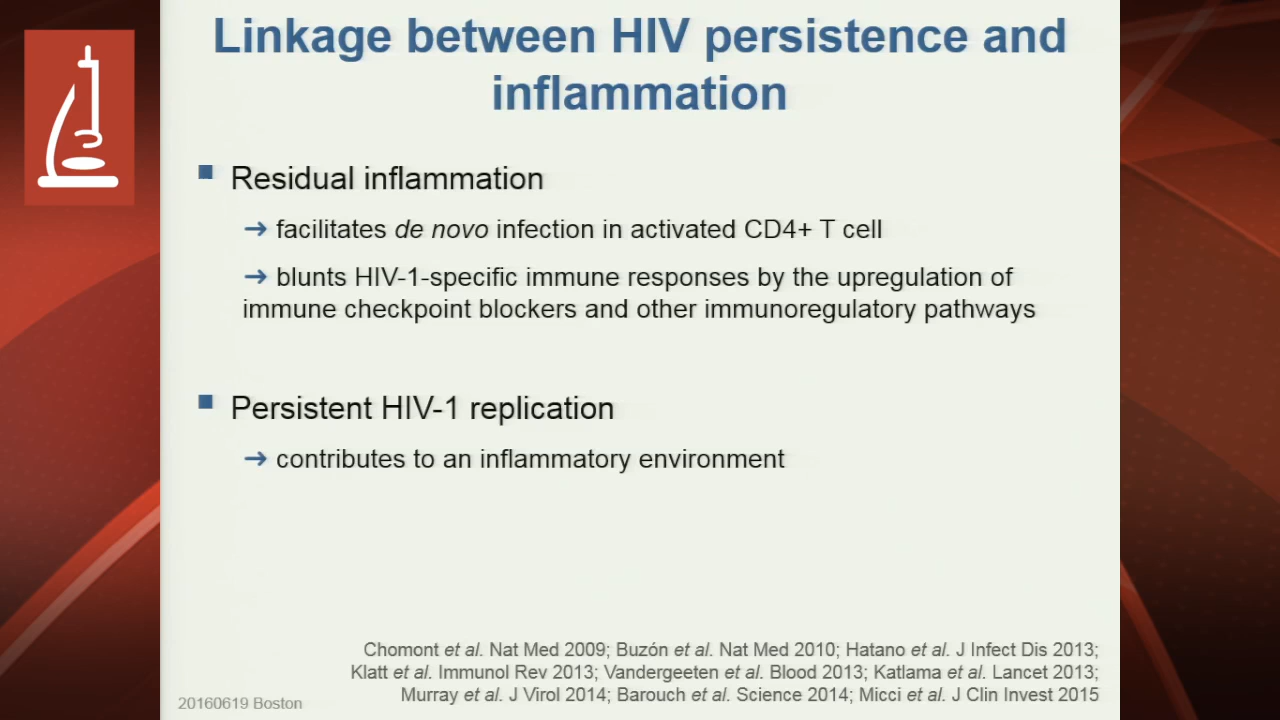 Linkage between HIV persistence and
inflammation
Residual inflammation
→ facilitates de novo infection in activated CD4+ T cell
→ blunts HIV-1-specific immune responses by the upregulation of
immune checkpoint blockers and other immunoregulatory pathways
Persistent HIV-1 replication
→ contributes to an inflammatory environment
Chomont et al. Nat Med 2009; Buzón et al. Nat Med 2010; Hatano et al. J Infect Dis 2013;
Klatt et al. Immunol Rev 2013; Vandergeeten et al. Blood 2013; Katlama et al. Lancet 2013;
Murray et al. J Virol 2014; Barouch et al. Science 2014; Micci et al. J Clin Invest 2015
20160619 Boston